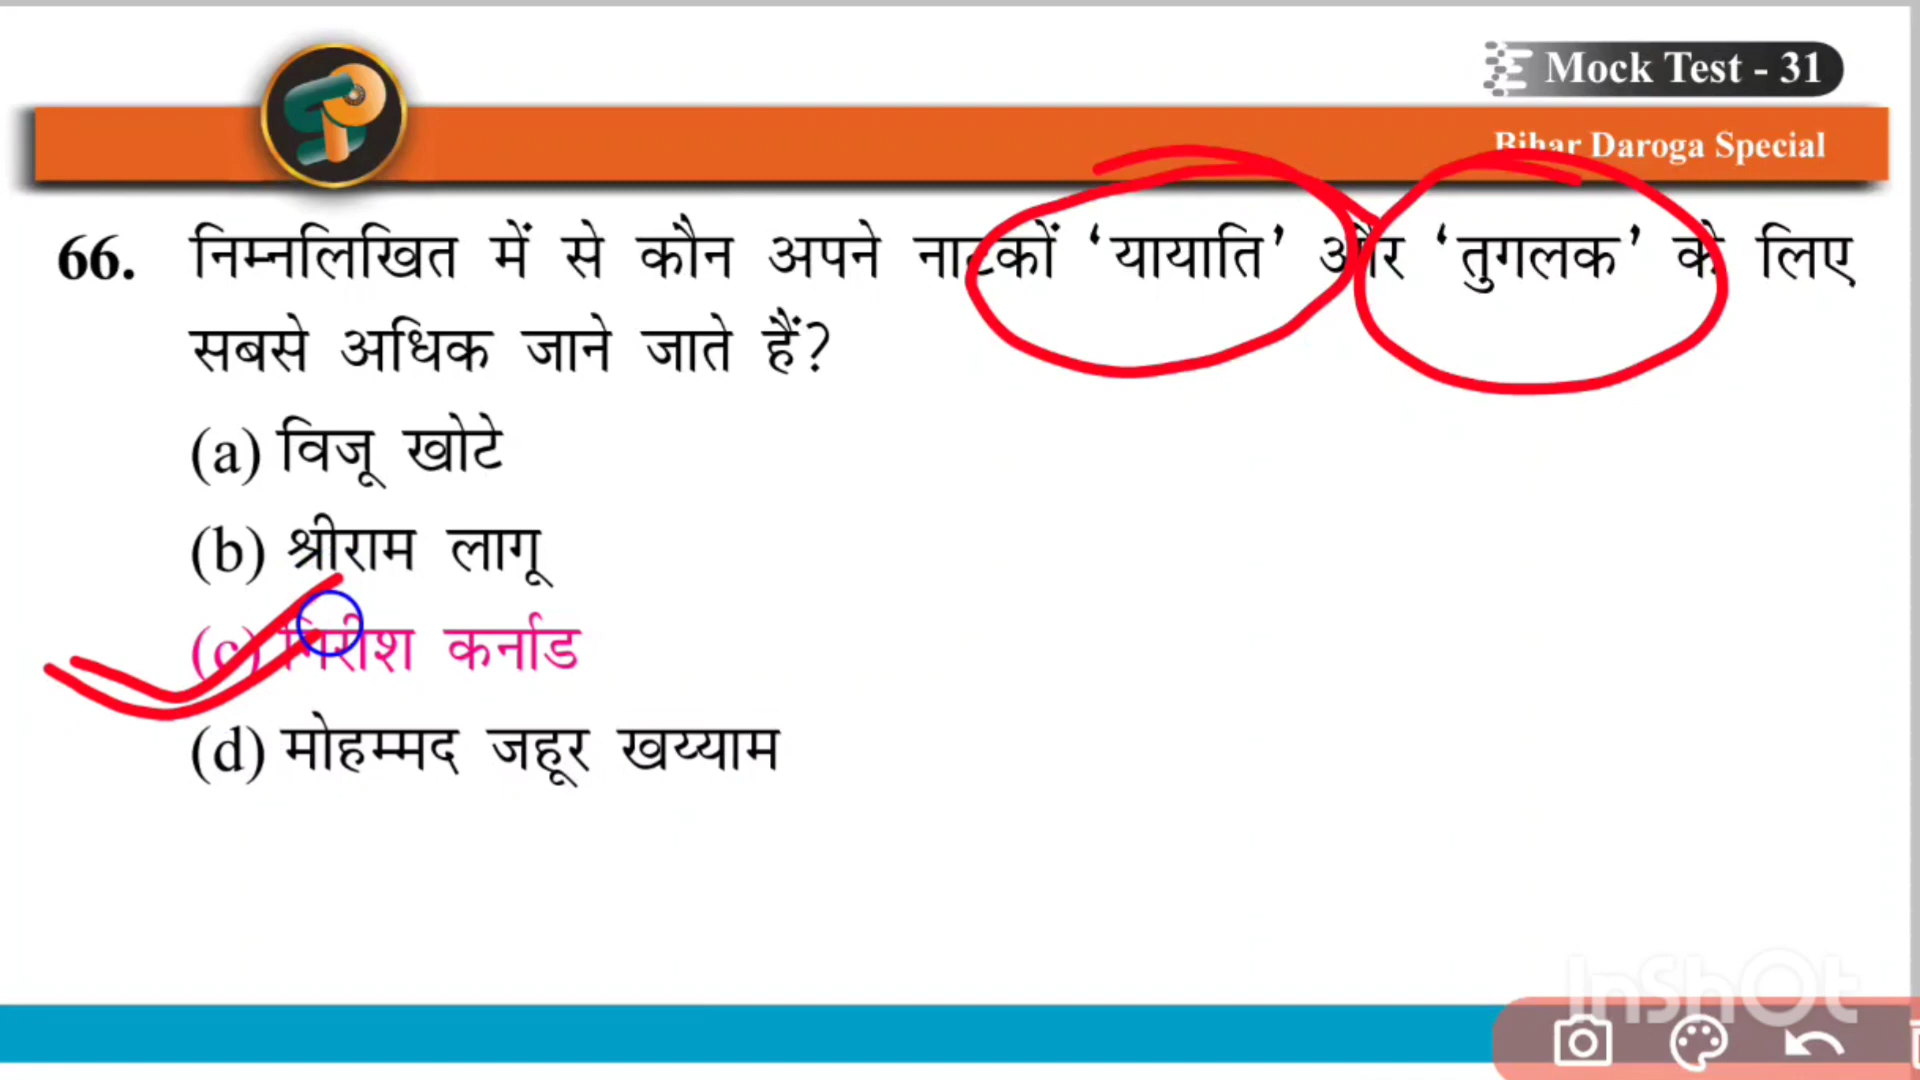 Mock Test - 31
Bihar Daroga Special
66. निम्नलिखित में से कौन अपने नाटकों ‘यायाति’ और ‘तुगलक’ के लिए
सबसे अधिक जाने जाते हैं?
(a) विजू खोटे
(b) श्रीराम लागू
(c) गिरीश कर्नाड
(d) मोहम्मद जहूर खय्याम
InShOt